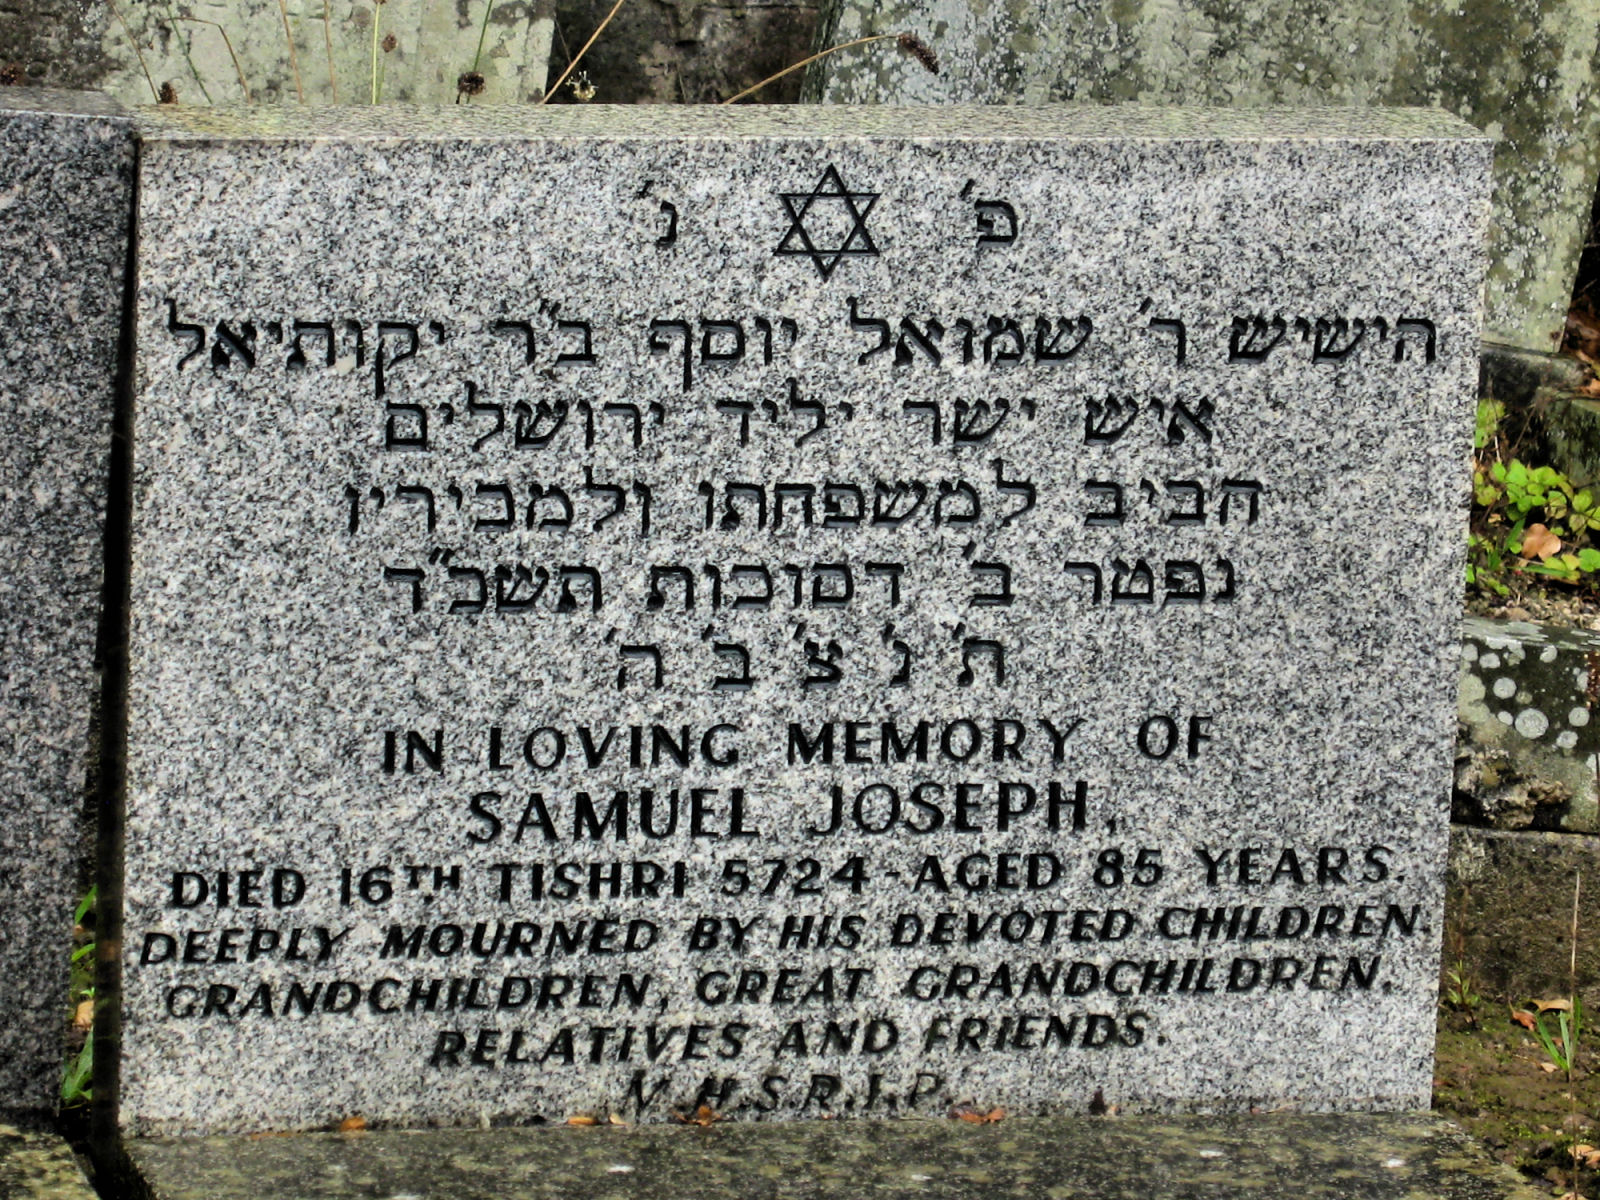 פ' נ'
הישיש ר' שמואל יוסף ב"ר יקותיאל
איש ישר יליד ירושלים
חביב למשפחתו ולמכיריו
נפטר ב' דסוכות תשכ"ד
ת' נ' צ' ב' ה'
IN LOVING MEMORY OF
SAMUEL JOSEPH,
DIED 16TH TISHRI 5724 - AGED 85 YEARS.
DEEPLY MOURNED BY HIS DEVOTED CHILDREN.
GRANDCHILDREN, GREAT GRANDCHILDREN,
RELATIVES AND FRIENDS.
M.H.S.R.I.P.